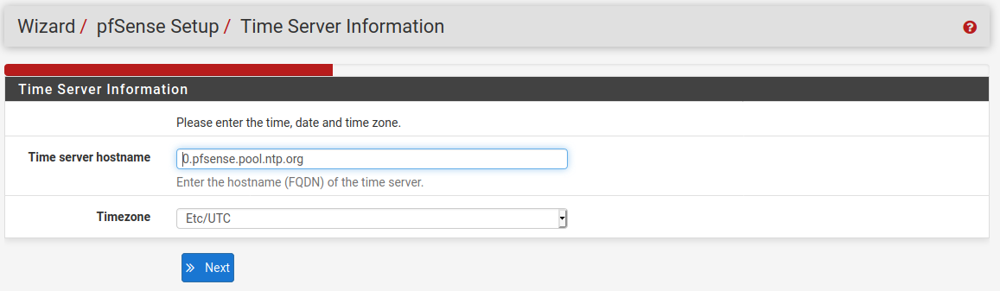 Wizard / pfSense Setup / Time Server Information
Time Server Information
Please enter the time, date and time zone.
Time server hostname
0.pfsense.pool.ntp.org
Enter the hostname (FQDN) of the time server.
Timezone
Etc/UTC
Next